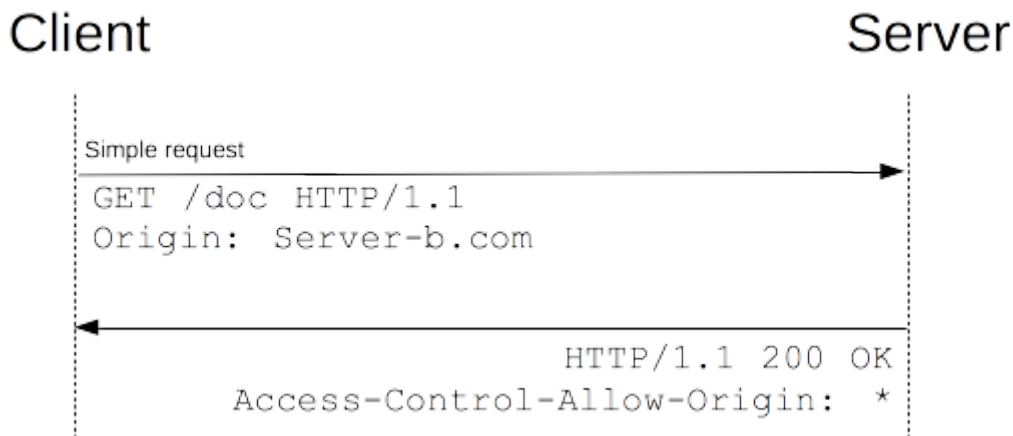 Client
Server
Simple request
GET /doc HTTP/1.1
Origin: Server-b.com
HTTP/1.1 200 OK
Access-Control-Allow-Origin: *